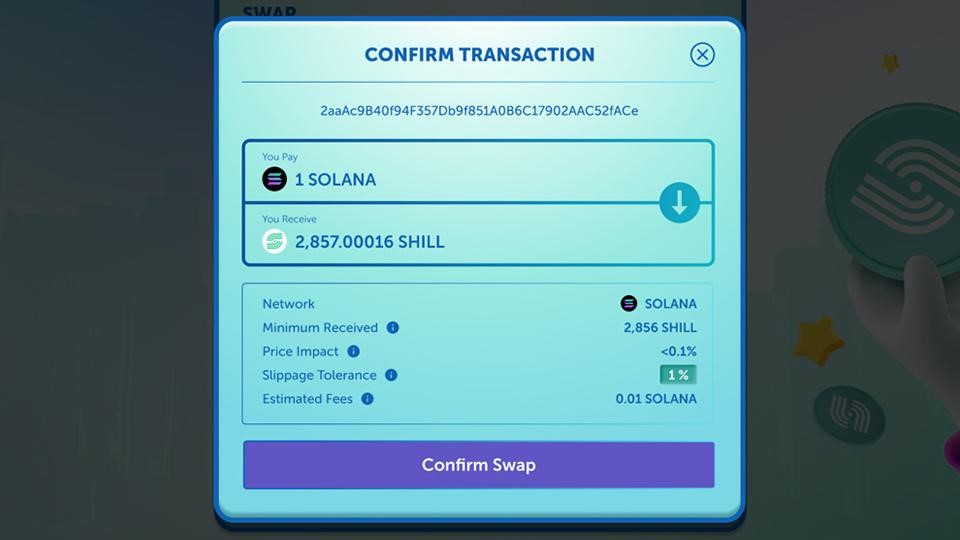 SWAP
CONFIRM TRANSACTION
2aaAc9B40f94F357Db9f851A0B6C17902AAC52fACe
You Pay
1 SOLANA
You Receive
2,857.00016 SHILL
Network SOLANA
Minimum Received 2,856 SHILL
Price Impact <0.1%
Slippage Tolerance 1 %
Estimated Fees 0.01 SOLANA
Confirm Swap